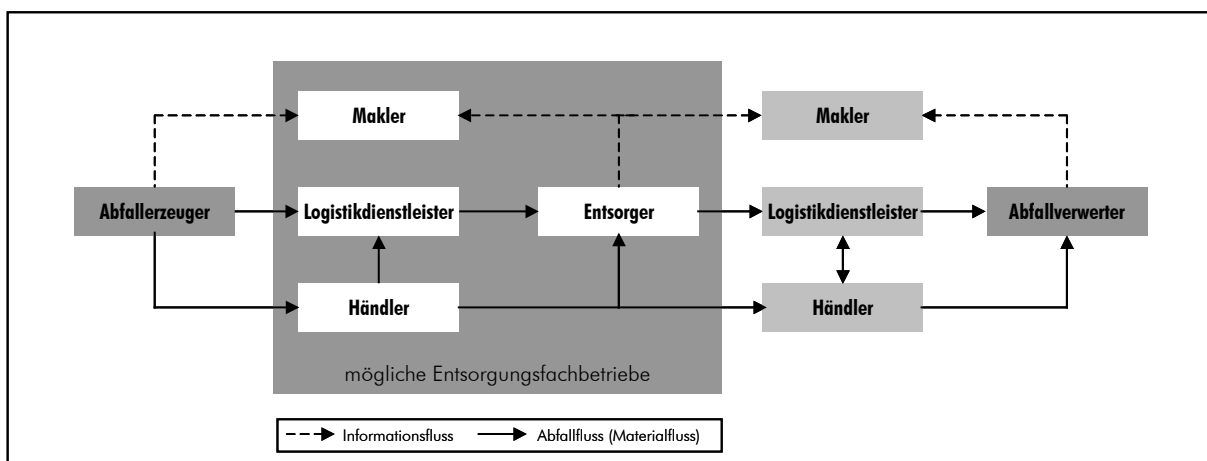 Makler
Makler
Abfallerzeuger
Logistikdienstleister
Entsorger
Logistikdienstleister
Abfallverwerter
Händler
Händler
mögliche Entsorgungsfachbetriebe
Informationsfluss
Abfallfluss (Materialfluss)